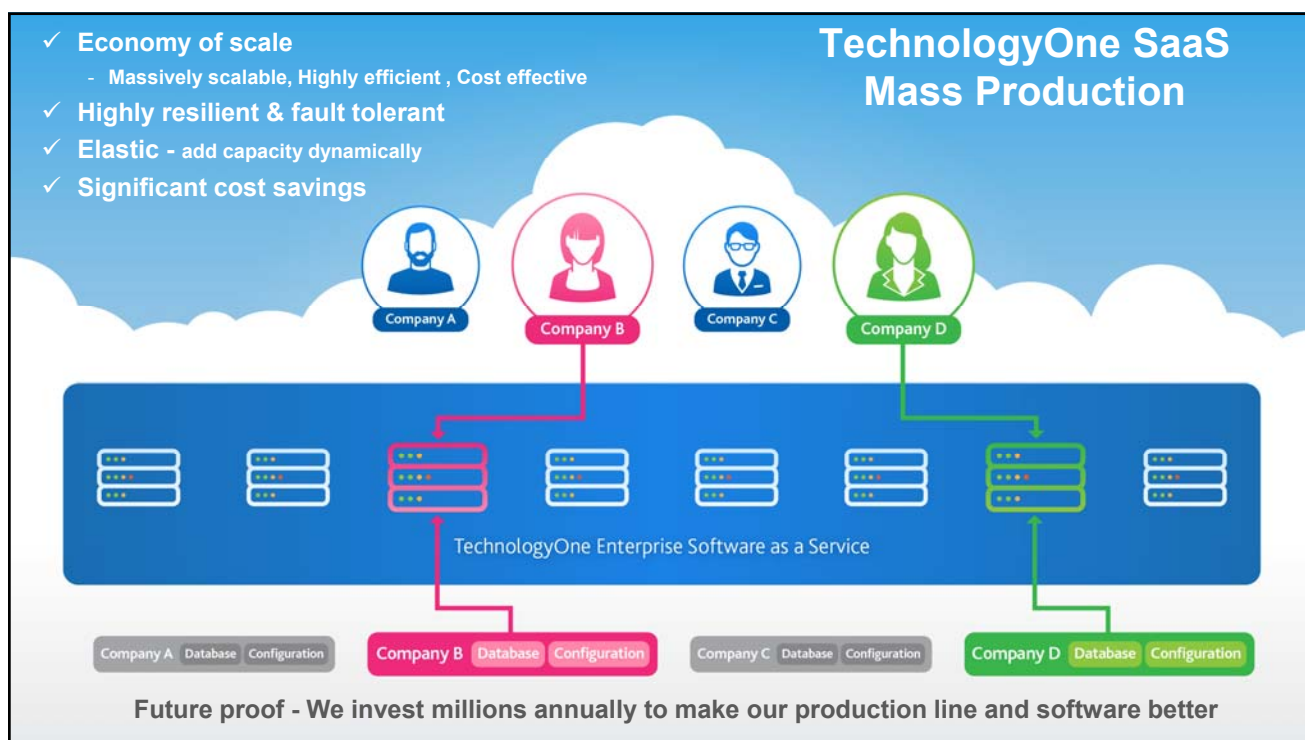 ✓ Economy of scale
- Massively scalable, Highly efficient , Cost effective
✓ Highly resilient & fault tolerant
✓ Elastic - add capacity dynamically
✓ Significant cost savings
TechnologyOne SaaS
Mass Production
Company A
Company B
Company C
Company D
TechnologyOne Enterprise Software as a Service
Company A Database Configuration
Company B Database Configuration
Company C Database Configuration
Company D Database Configuration
Future proof - We invest millions annually to make our production line and software better